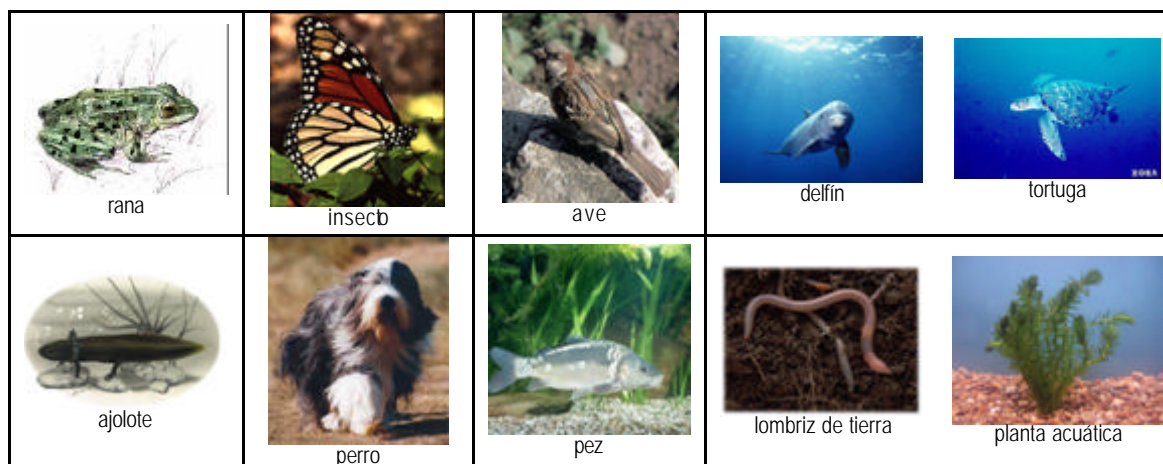 rana
insecto
ave
delfín
tortuga
ajolote
perro
pez
lombriz de tierra
planta acuática